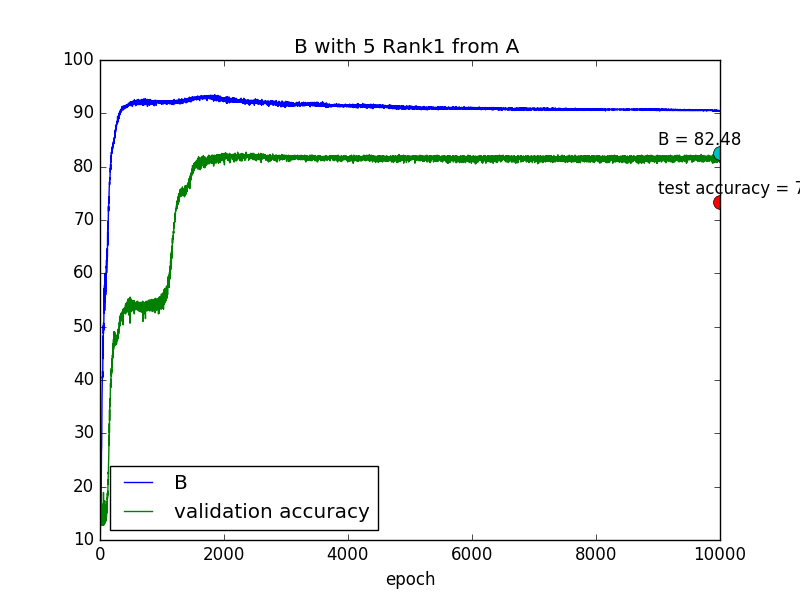 B with 5 Rank1 from A
100
90
80
70
60
50
40
30
20
10
B = 82.48
test accuracy = 7
B
validation accuracy
0
2000
4000
6000
8000
10000
epoch